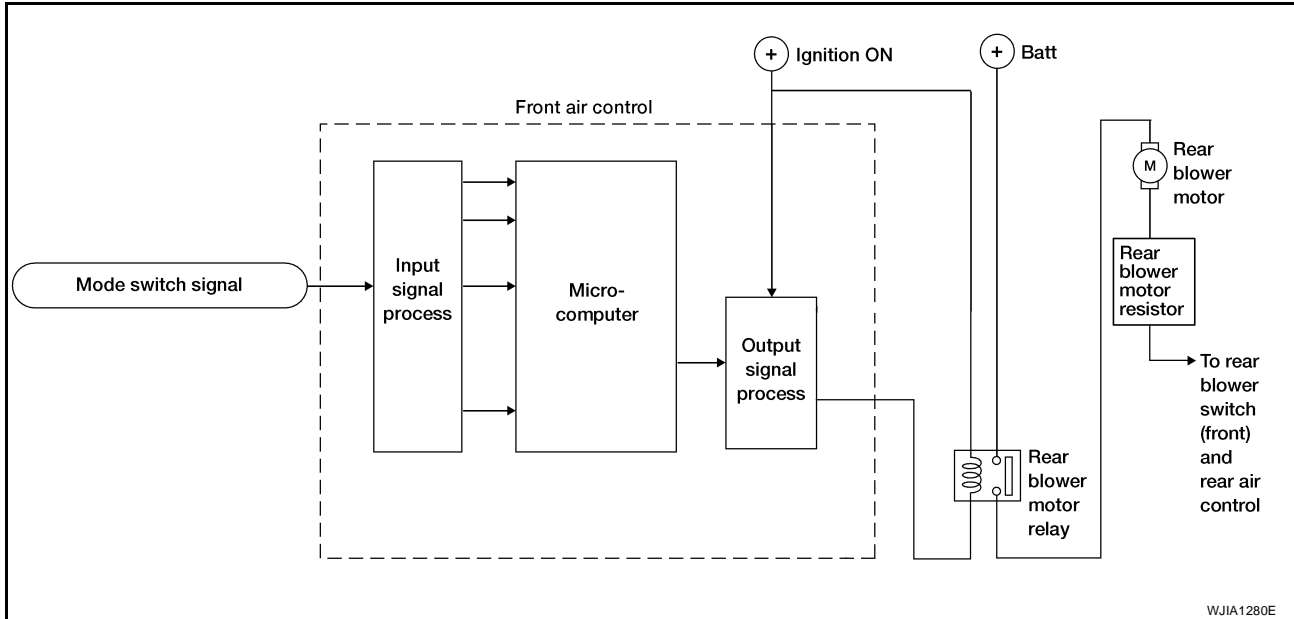 +
Ignition ON
+
Batt
Front air control
Mode switch signal
Input
signal
process
Micro-
computer
Output
signal
process
M
Rear
blower
motor
Rear
blower
motor
resistor
To rear
blower
switch
(front)
and
rear air
control
Rear
blower
motor
relay
WJIA1280E